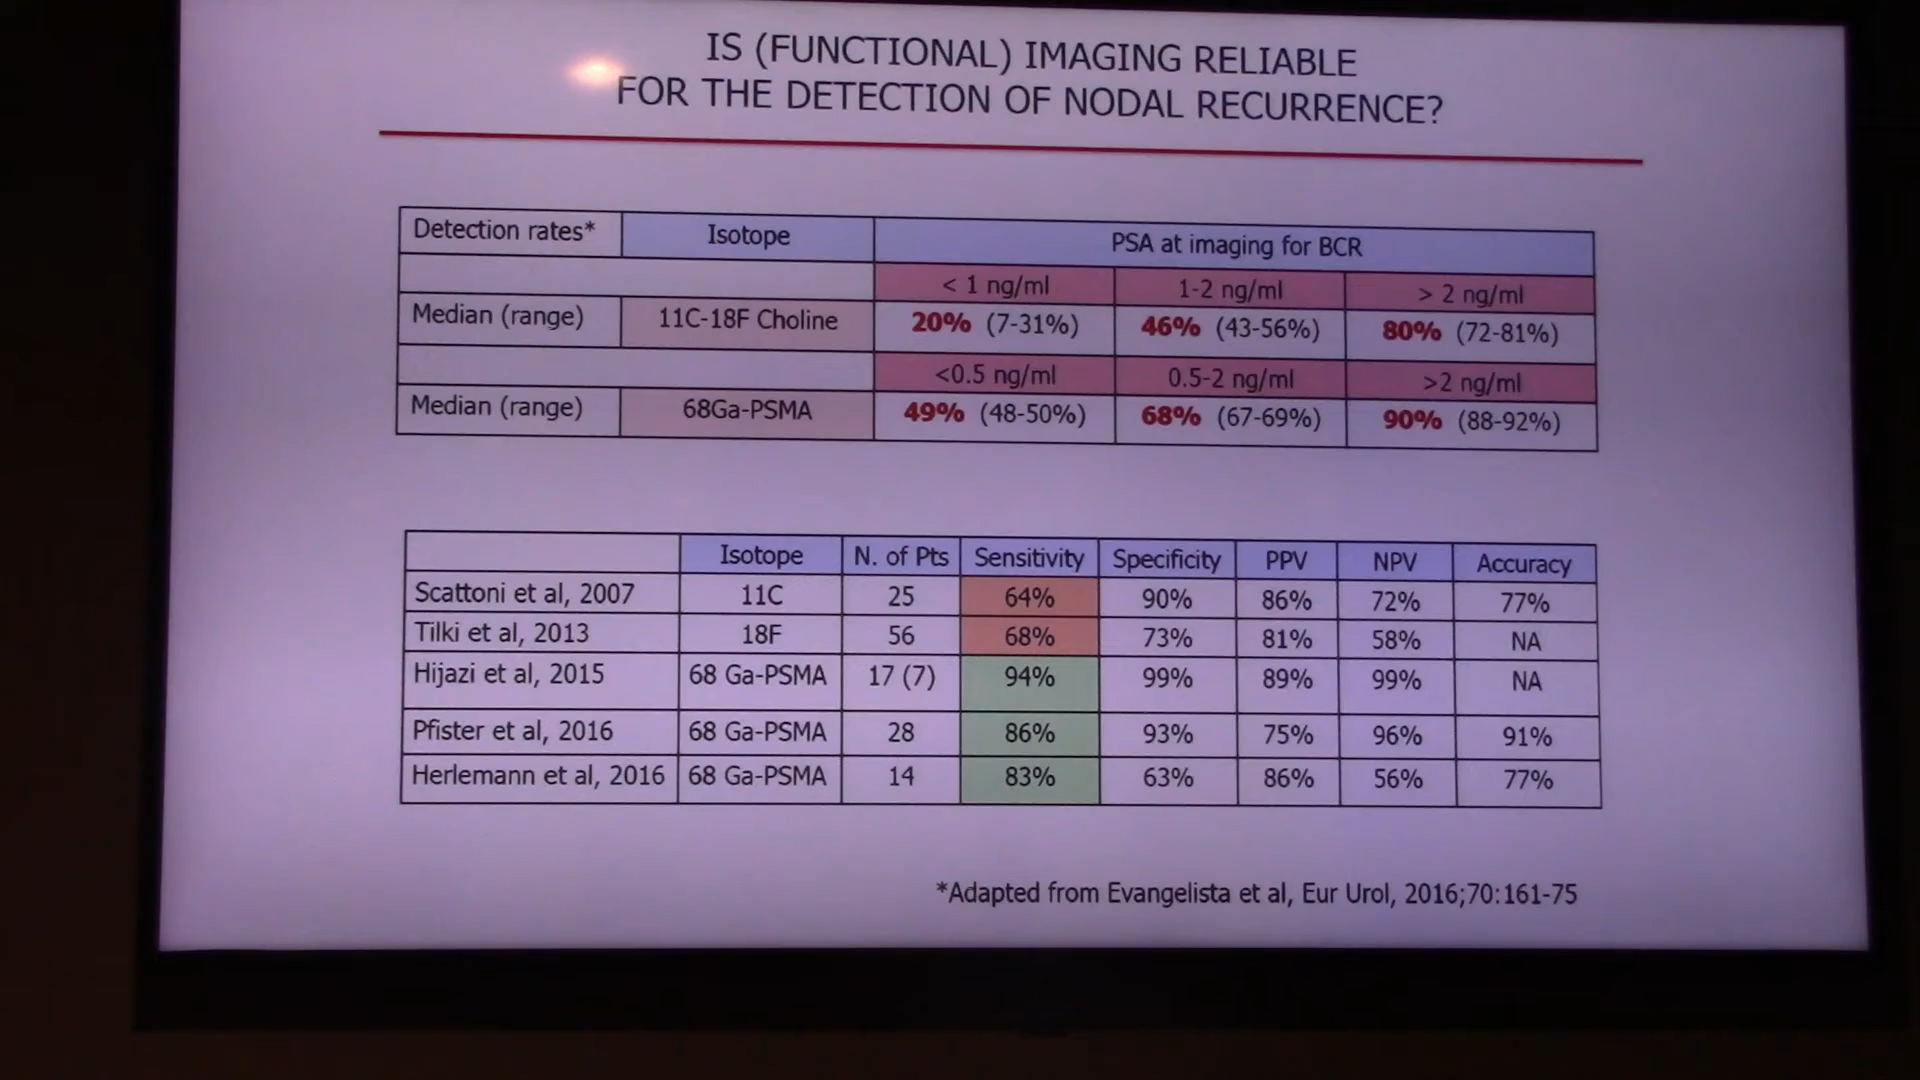 IS (FUNCTIONAL) IMAGING RELIABLE
FOR THE DETECTION OF NODAL RECURRENCE?
Detection rates* Isotope PSA at imaging for BCR
< 1 ng/ml 1-2 ng/ml > 2 ng/ml
Median (range) 11C-18F Choline 20% (7-31%) 46% (43-56%) 80% (72-81%)
<0.5 ng/ml 0.5-2 ng/ml >2 ng/ml
Median (range) 68Ga-PSMA 49% (48-50%) 68% (67-69%) 90% (88-92%)
Isotope N. of Pts Sensitivity Specificity PPV NPV Accuracy
Scattoni et al, 2007 11C 25 64% 90% 86% 72% 77%
Tilki et al, 2013 18F 56 68% 73% 81% 58% NA
Hijazi et al, 2015 68 Ga-PSMA 17 (7) 94% 99% 89% 99% NA
Pfister et al, 2016 68 Ga-PSMA 28 86% 93% 75% 96% 91%
Herlemann et al, 2016 68 Ga-PSMA 14 83% 63% 86% 56% 77%
*Adapted from Evangelista et al, Eur Urol, 2016;70:161-75